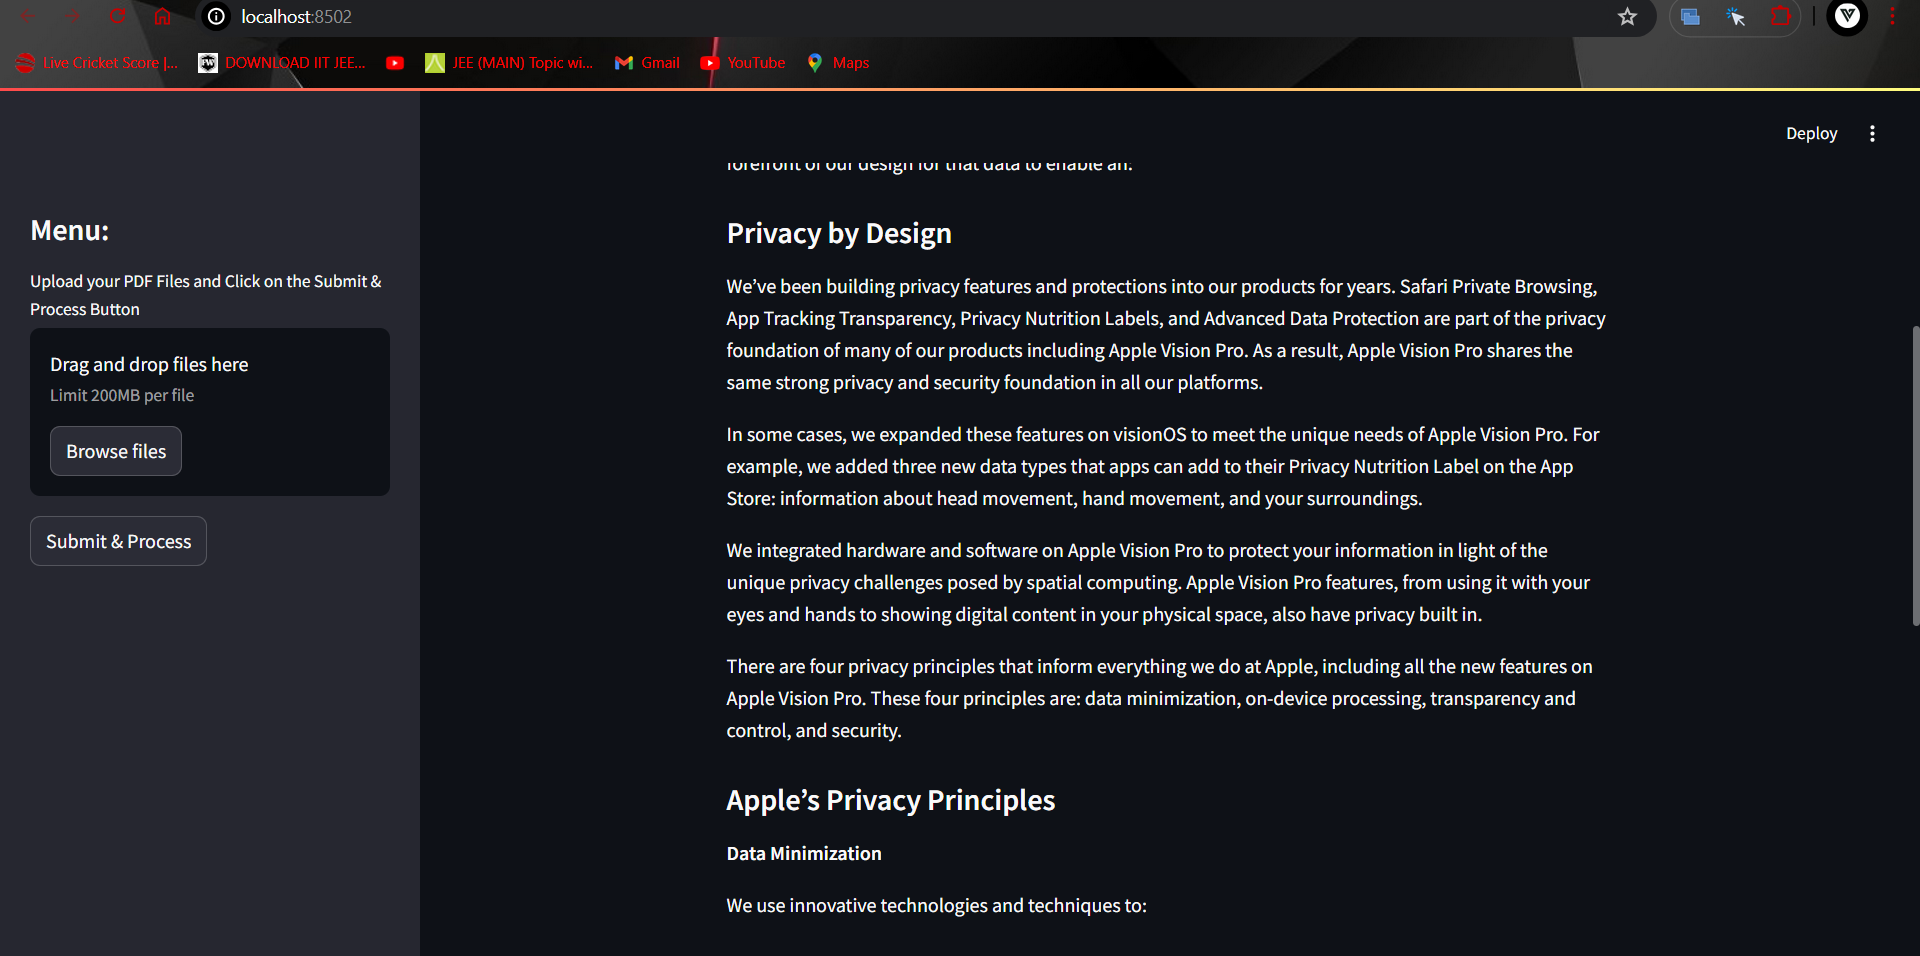 localhost:8502
Live Cricket Score |...
DOWNLOAD IIT JEE...
JEE (MAIN) Topic wi...
Gmail
YouTube
Maps
Deploy
Menu:
Upload your PDF Files and Click on the Submit &
Process Button
Drag and drop files here
Limit 200MB per file
Browse files
Submit & Process
forefront of our design for that data to enable an.
Privacy by Design
We’ve been building privacy features and protections into our products for years. Safari Private Browsing,
App Tracking Transparency, Privacy Nutrition Labels, and Advanced Data Protection are part of the privacy
foundation of many of our products including Apple Vision Pro. As a result, Apple Vision Pro shares the
same strong privacy and security foundation in all our platforms.
In some cases, we expanded these features on visionOS to meet the unique needs of Apple Vision Pro. For
example, we added three new data types that apps can add to their Privacy Nutrition Label on the App
Store: information about head movement, hand movement, and your surroundings.
We integrated hardware and software on Apple Vision Pro to protect your information in light of the
unique privacy challenges posed by spatial computing. Apple Vision Pro features, from using it with your
eyes and hands to showing digital content in your physical space, also have privacy built in.
There are four privacy principles that inform everything we do at Apple, including all the new features on
Apple Vision Pro. These four principles are: data minimization, on-device processing, transparency and
control, and security.
Apple’s Privacy Principles
Data Minimization
We use innovative technologies and techniques to: